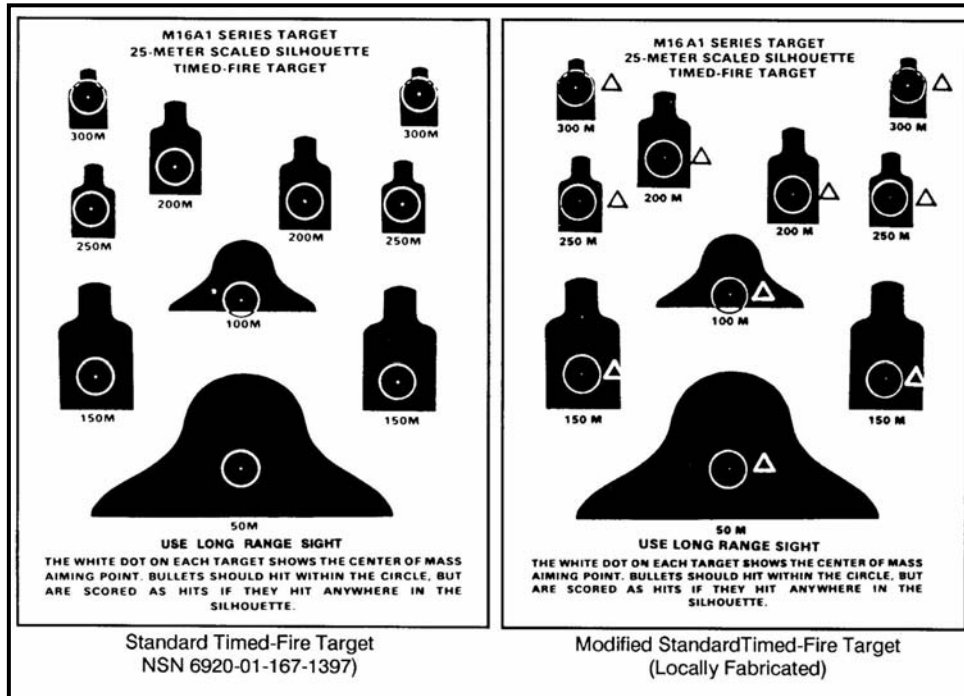 M16A1 SERIES TARGET
25-METER SCALED SILHOUETTE
TIMED-FIRE TARGET
300M
300M
200M
250M
200M
250M
100M
150M
150M
50M
USE LONG RANGE SIGHT
THE WHITE DOT ON EACH TARGET SHOWS THE CENTER OF MASS
AIMING POINT. BULLETS SHOULD HIT WITHIN THE CIRCLE, BUT
ARE SCORED AS HITS IF THEY HIT ANYWHERE IN THE
SILHOUETTE.
Standard Timed-Fire Target
NSN 6920-01-167-1397)
M16A1 SERIES TARGET
25-METER SCALED SILHOUETTE
TIMED-FIRE TARGET
300 M
300 M
200 M
250 M
200 M
250 M
100 M
150 M
150 M
50 M
USE LONG RANGE SIGHT
THE WHITE DOT ON EACH TARGET SHOWS THE CENTER OF MASS
AIMING POINT. BULLETS SHOULD HIT WITHIN THE CIRCLE, BUT
ARE SCORED AS HITS IF THEY HIT ANYWHERE IN THE
SILHOUETTE.
Modified StandardTimed-Fire Target
(Locally Fabricated)